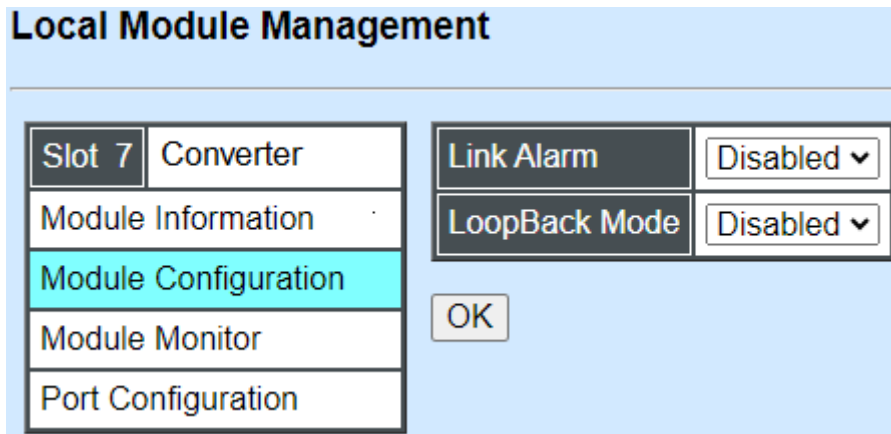 Local Module Management
Slot 7 Converter
Module Information
Module Configuration
Module Monitor
Port Configuration
Link Alarm Disabled
LoopBack Mode Disabled
OK